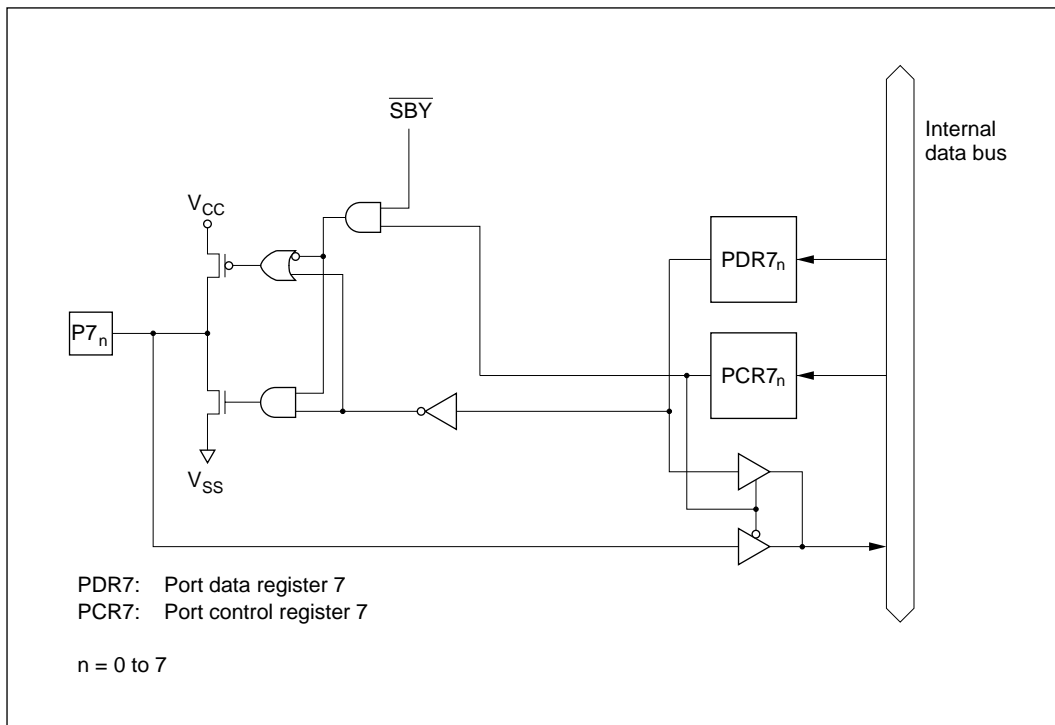 SBY
Internal
data bus
VCC
PDR7n
P7n
PCR7n
VSS
PDR7: Port data register 7
PCR7: Port control register 7
n = 0 to 7